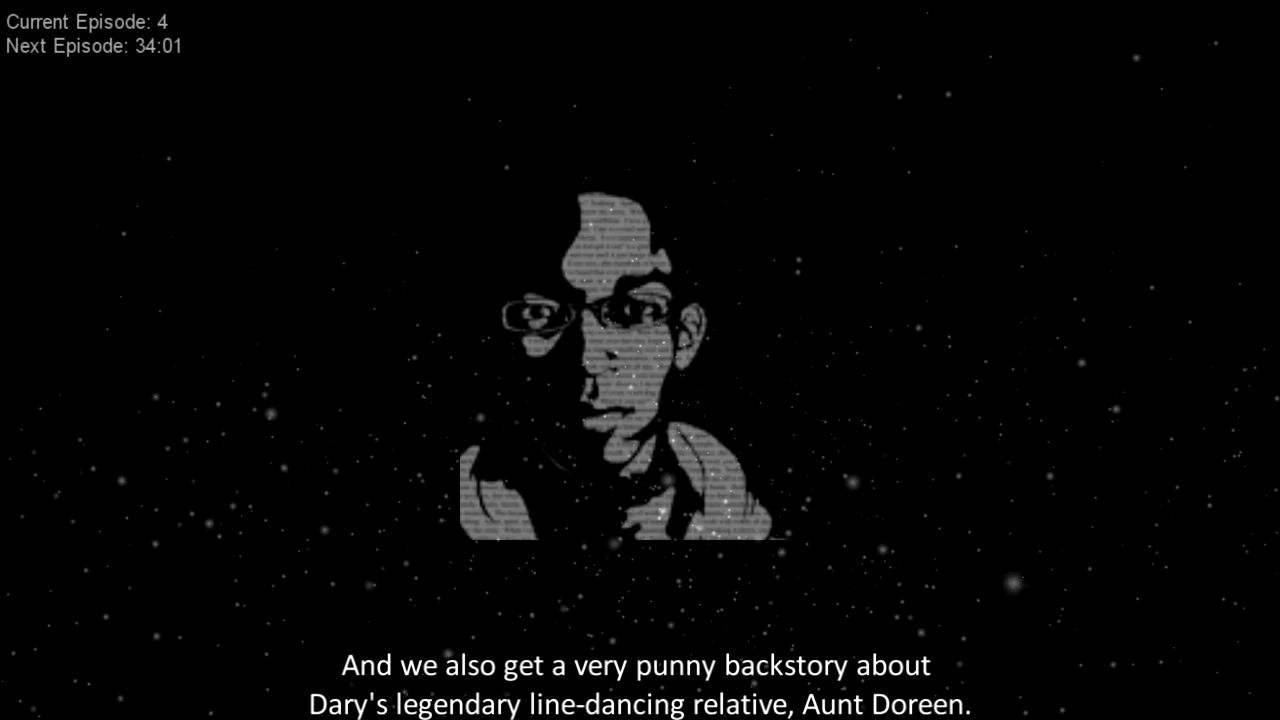 Current Episode: 4
Next Episode: 34:01
And we also get a very punny backstory about
Dary's legendary line-dancing relative, Aunt Doreen.